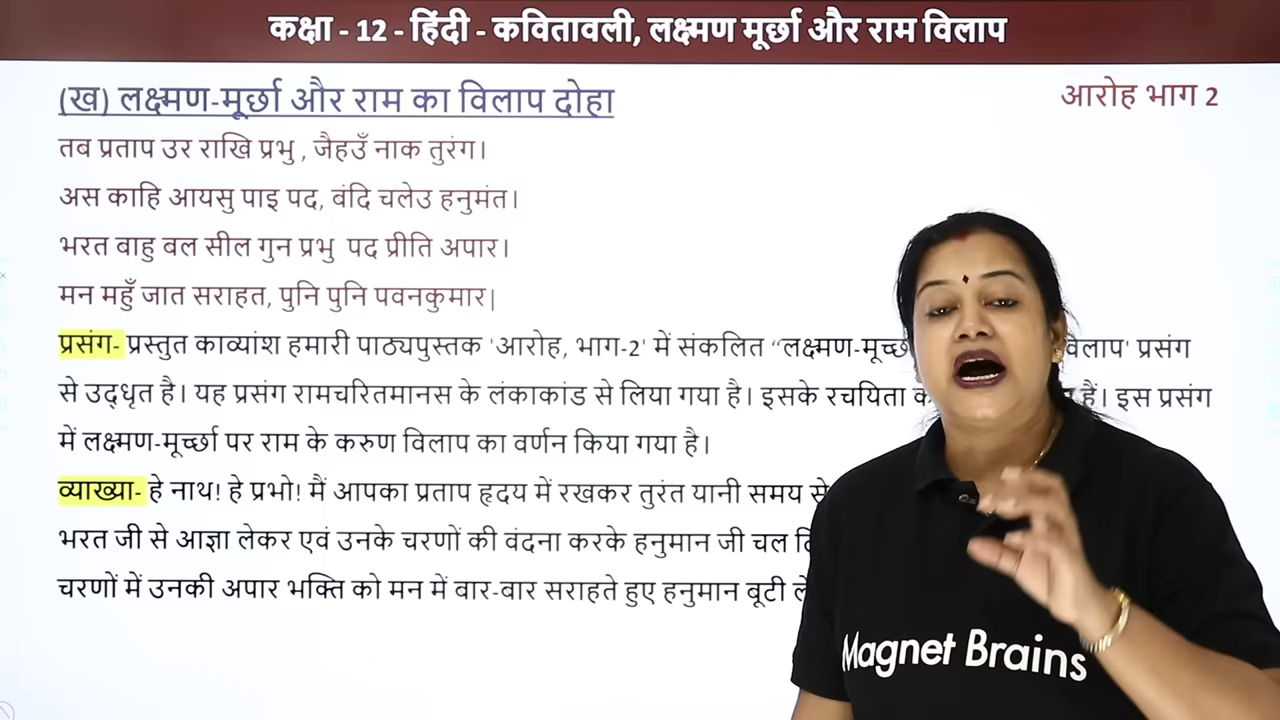 कक्षा - 12 - हिंदी - कवितावली, लक्ष्मण मूर्छा और राम विलाप
(ख) लक्ष्मण-मूर्छा और राम का विलाप दोहा
आरोह भाग 2
तब प्रताप उर राखि प्रभु , जैहउँ नाक तुरंग।
अस काहि आयसु पाइ पद, वंदि चलेउ हनुमंत।
भरत बाहु बल सील गुन प्रभु पद प्रीति अपार।
मन महुँ जात सराहत, पुनि पुनि पवनकुमार|
प्रसंग- प्रस्तुत काव्यांश हमारी पाठ्यपुस्तक 'आरोह, भाग-2' में संकलित “लक्ष्मण-मूर्च्छ विलाप' प्रसंग
से उद्धृत है। यह प्रसंग रामचरितमानस के लंकाकांड से लिया गया है। इसके रचयिता हैं। इस प्रसंग
में लक्ष्मण-मूर्च्छा पर राम के करुण विलाप का वर्णन किया गया है।
व्याख्या- हे नाथ! हे प्रभो! मैं आपका प्रताप हृदय में रखकर तुरंत यानी समय से
भरत जी से आज्ञा लेकर एवं उनके चरणों की वंदना करके हनुमान जी चल
चरणों में उनकी अपार भक्ति को मन में बार-बार सराहते हुए हनुमान बूटी
Magnet Brains